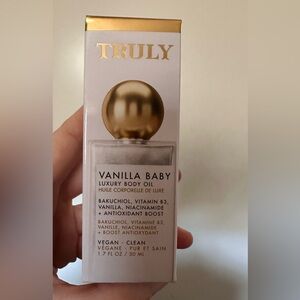 TRULY
VANILLA BABY
LUXURY BODY OIL
HUILE CORPORELLE DE LUXE
BAKUCHIOL, VITAMIN B3,
VANILLA, NIACINAMIDE
+ ANTIOXIDANT BOOST
BAKUCHIOL, VITAMINE B3,
VANILLE, NIACINAMIDE
+ BOOST ANTIOXYDANT
VEGAN · CLEAN
VÉGANE · PUR ET SAIN
1.7 FL OZ / 50 ML